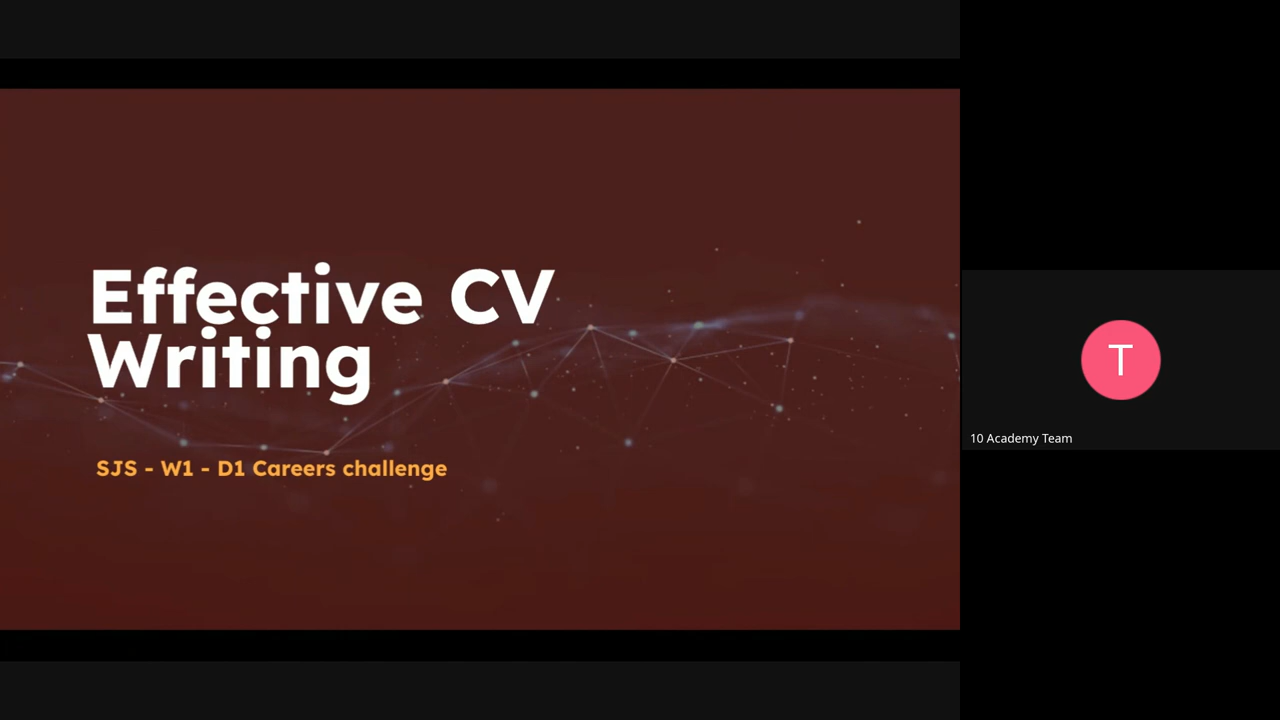 Effective CV
Writing
SJS - W1 - D1 Careers challenge
T
10 Academy Team